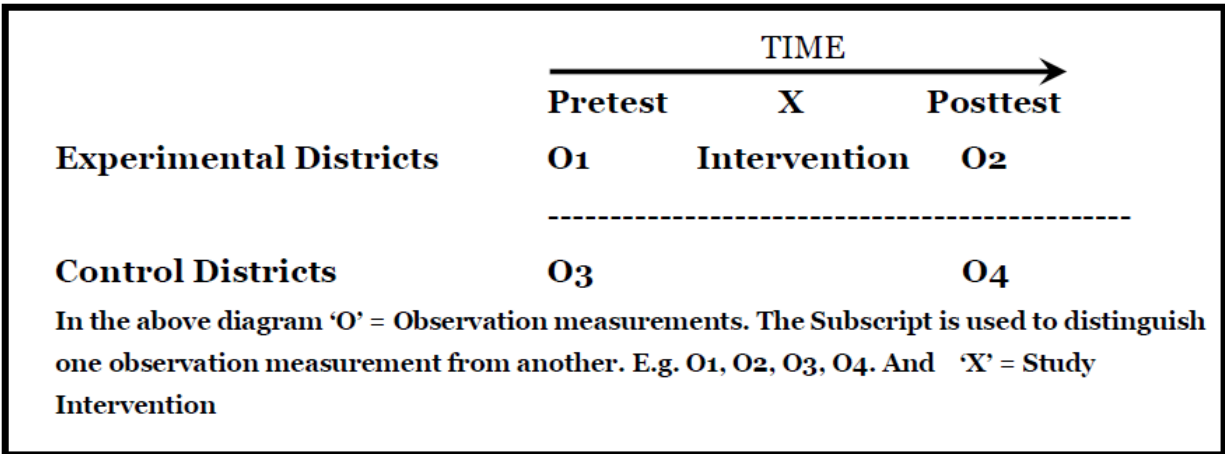 TIME
Pretest X Posttest
Experimental Districts O1 Intervention O2
-----------------------------------------------
Control Districts O3 O4
In the above diagram ‘O’ = Observation measurements. The Subscript is used to distinguish
one observation measurement from another. E.g. O1, O2, O3, O4. And ‘X’ = Study
Intervention